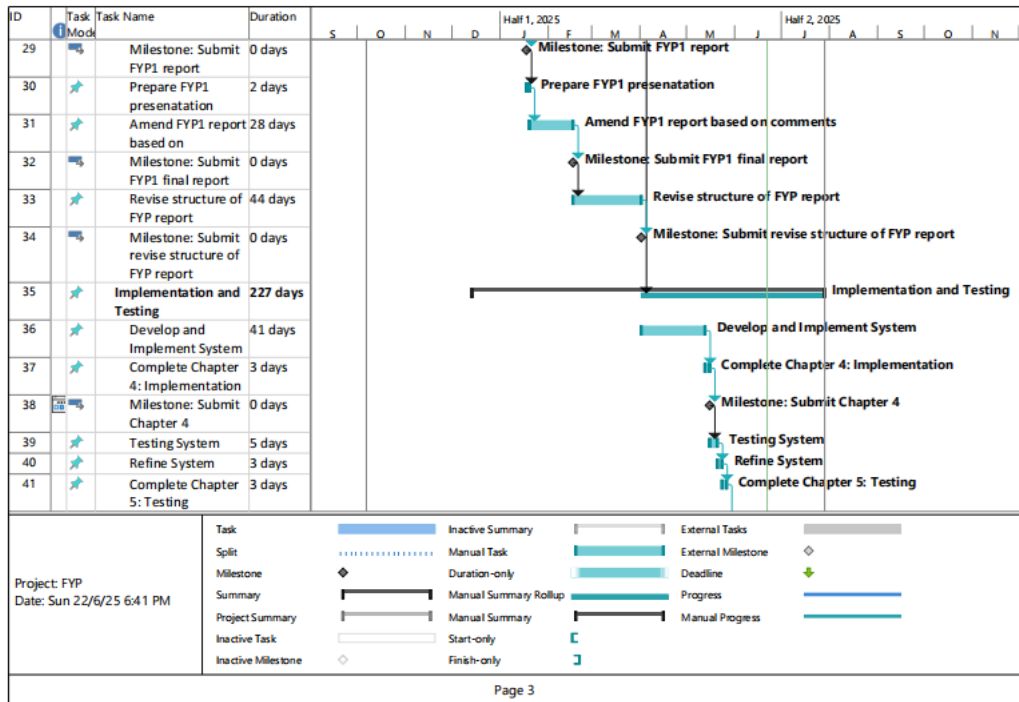 ID
Task Mode
Task Name
Duration
Half 1, 2025
Half 2, 2025
S O N D J F M A M J J A S O N
29 Milestone: Submit FYP1 report 0 days
Milestone: Submit FYP1 report
30 Prepare FYP1 presenatation 2 days
Prepare FYP1 presenatation
31 Amend FYP1 report based on 28 days
Amend FYP1 report based on comments
32 Milestone: Submit FYP1 final report 0 days
Milestone: Submit FYP1 final report
33 Revise structure of FYP report 44 days
Revise structure of FYP report
34 Milestone: Submit revise structure of FYP report 0 days
Milestone: Submit revise structure of FYP report
35 Implementation and Testing 227 days
Implementation and Testing
36 Develop and Implement System 41 days
Develop and Implement System
37 Complete Chapter 4: Implementation 3 days
Complete Chapter 4: Implementation
38 Milestone: Submit Chapter 4 0 days
Milestone: Submit Chapter 4
39 Testing System 5 days
Testing System
40 Refine System 3 days
Refine System
41 Complete Chapter 5: Testing 3 days
Complete Chapter 5: Testing
Project: FYP
Date: Sun 22/6/25 6:41 PM
Task
Split
Milestone
Summary
Project Summary
Inactive Task
Inactive Milestone
Inactive Summary
Manual Task
Duration-only
Manual Summary Rollup
Manual Summary
Start-only
Finish-only
External Tasks
External Milestone
Deadline
Progress
Manual Progress
Page 3